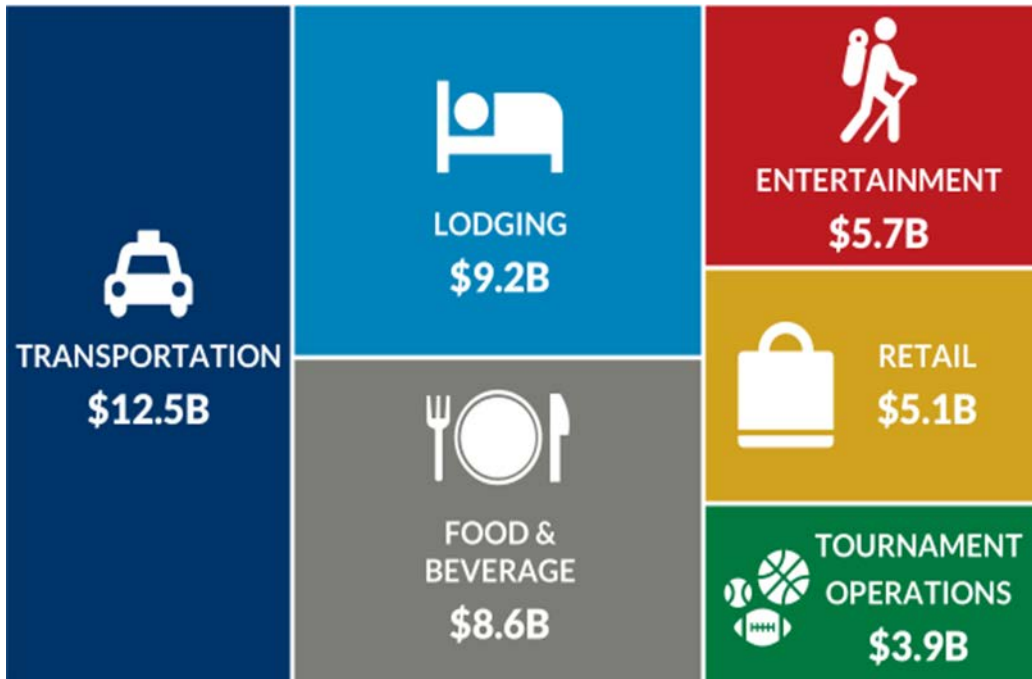 TRANSPORTATION
$12.5B
LODGING
$9.2B
FOOD &
BEVERAGE
$8.6B
ENTERTAINMENT
$5.7B
RETAIL
$5.1B
TOURNAMENT
OPERATIONS
$3.9B